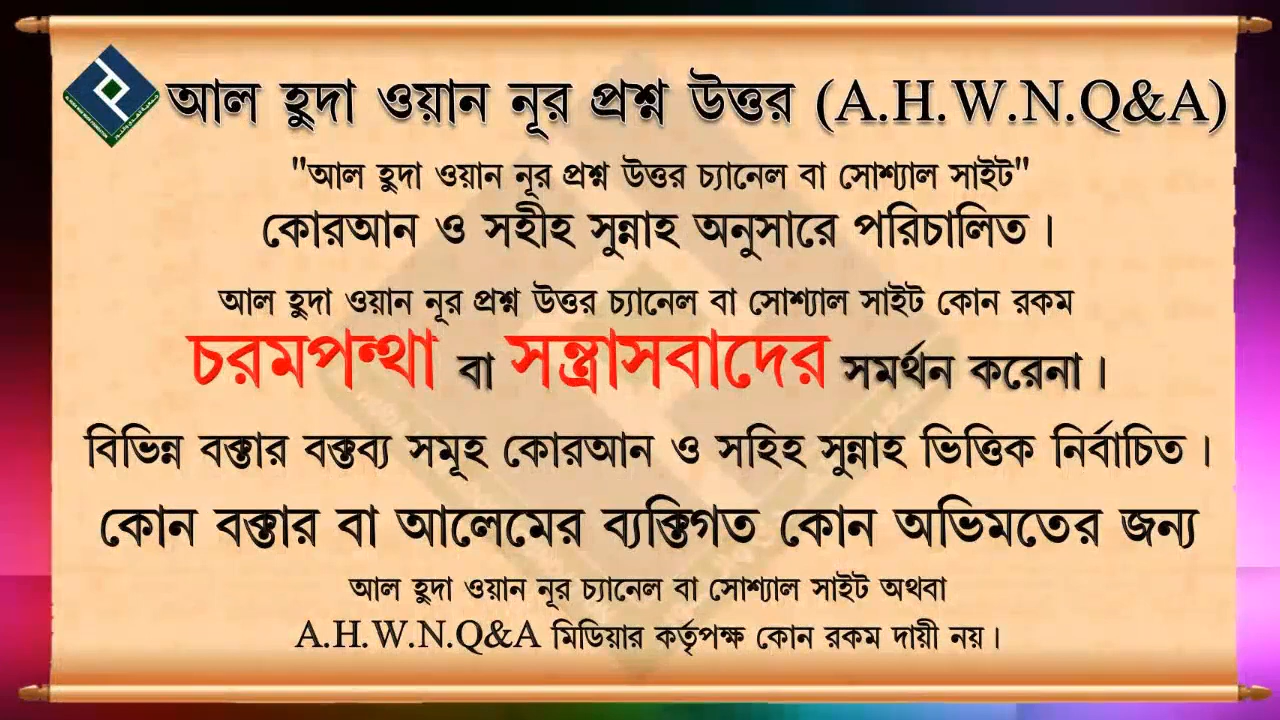 আল হুদা ওয়ান নূর প্রশ্ন উত্তর (A.H.W.N.Q&A)
"আল হুদা ওয়ান নূর প্রশ্ন উত্তর চ্যানেল বা সোশ্যাল সাইট"
কোরআন ও সহীহ সুন্নাহ অনুসারে পরিচালিত।
আল হুদা ওয়ান নূর প্রশ্ন উত্তর চ্যানেল বা সোশ্যাল সাইট কোন রকম
চরমপন্থা বা সন্ত্রাসবাদের সমর্থন করেনা।
বিভিন্ন বক্তার বক্তব্য সমূহ কোরআন ও সহিহ সুন্নাহ ভিত্তিক নির্বাচিত।
কোন বক্তার বা আলেমের ব্যক্তিগত কোন অভিমতের জন্য
আল হুদা ওয়ান নূর চ্যানেল বা সোশ্যাল সাইট অথবা
A.H.W.N.Q&A মিডিয়ার কর্তৃপক্ষ কোন রকম দায়ী নয়।